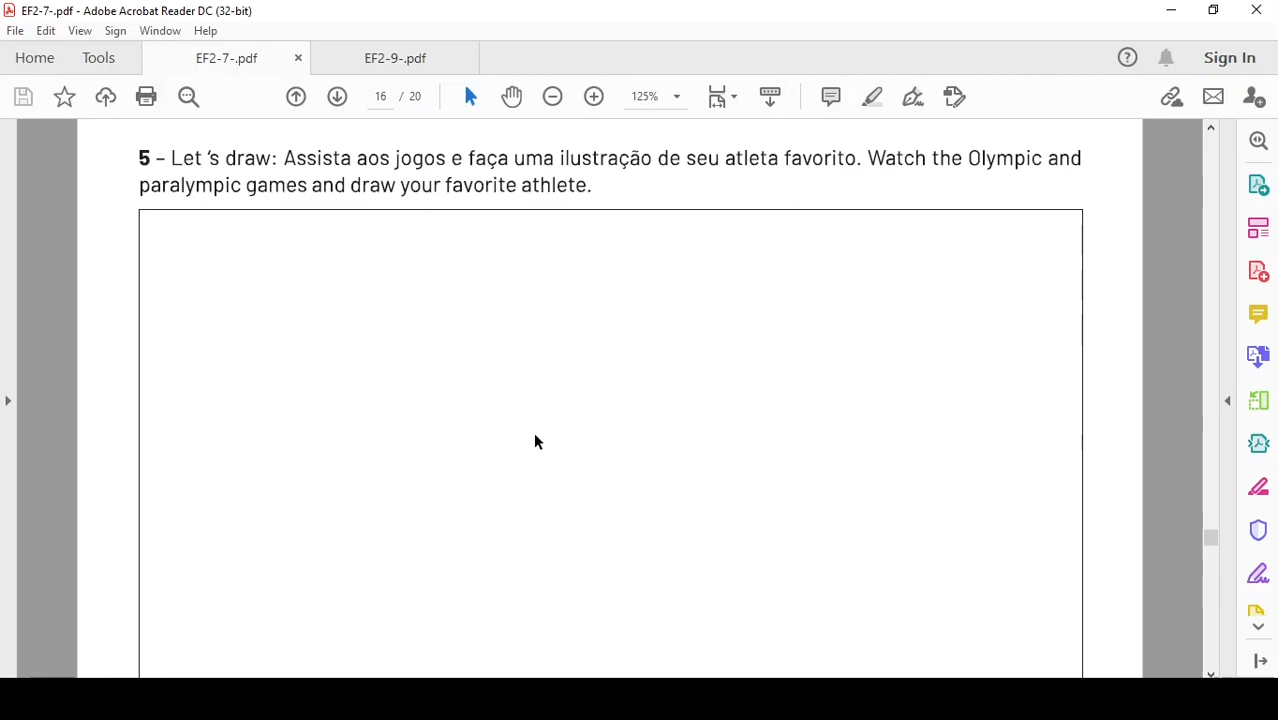 EF2-7-.pdf - Adobe Acrobat Reader DC (32-bit)
File Edit View Sign Window Help
Home Tools EF2-7-.pdf × EF2-9-.pdf Sign In
16 / 20 125%
5 – Let ‘s draw: Assista aos jogos e faça uma ilustração de seu atleta favorito. Watch the Olympic and
paralympic games and draw your favorite athlete.